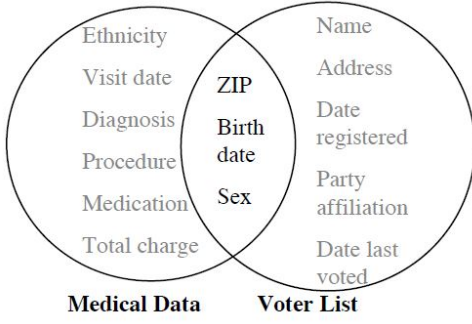 Ethnicity
Visit date
Diagnosis
Procedure
Medication
Total charge
ZIP
Birth
date
Sex
Name
Address
Date
registered
Party
affiliation
Date last
voted
Medical Data
Voter List